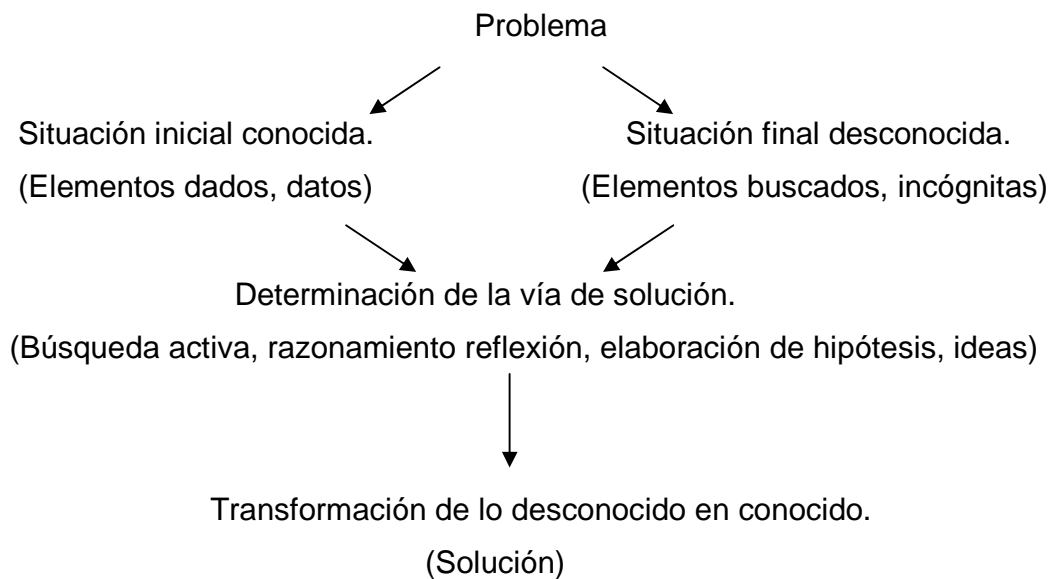 Problema
Situación inicial conocida.
Situación final desconocida.
(Elementos dados, datos)
(Elementos buscados, incógnitas)
Determinación de la vía de solución.
(Búsqueda activa, razonamiento reflexión, elaboración de hipótesis, ideas)
Transformación de lo desconocido en conocido.
(Solución)